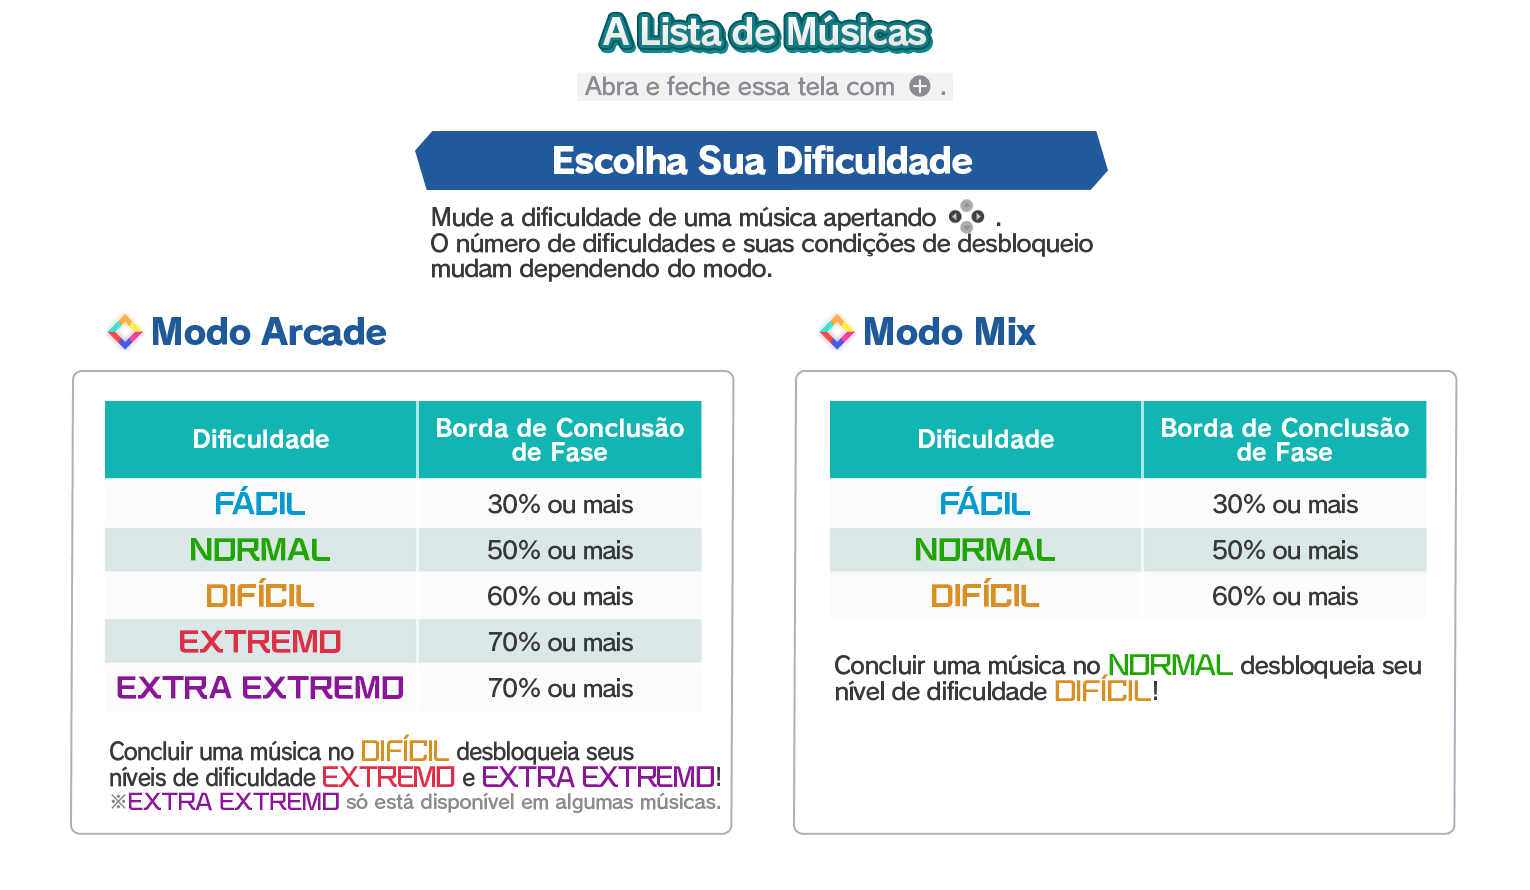 A Lista de Músicas
Abra e feche essa tela com .
Escolha Sua Dificuldade
Mude a dificuldade de uma música apertando .
O número de dificuldades e suas condições de desbloqueio
mudam dependendo do modo.
Modo Arcade
Dificuldade
Borda de Conclusão
de Fase
FÁCIL
30% ou mais
NORMAL
50% ou mais
DIFÍCIL
60% ou mais
EXTREMO
70% ou mais
EXTRA EXTREMO
70% ou mais
Concluir uma música no DIFÍCIL desbloqueia seus
níveis de dificuldade EXTREMO e EXTRA EXTREMO!
※EXTRA EXTREMO só está disponível em algumas músicas.
Modo Mix
Dificuldade
Borda de Conclusão
de Fase
FÁCIL
30% ou mais
NORMAL
50% ou mais
DIFÍCIL
60% ou mais
Concluir uma música no NORMAL desbloqueia seu
nível de dificuldade DIFÍCIL!